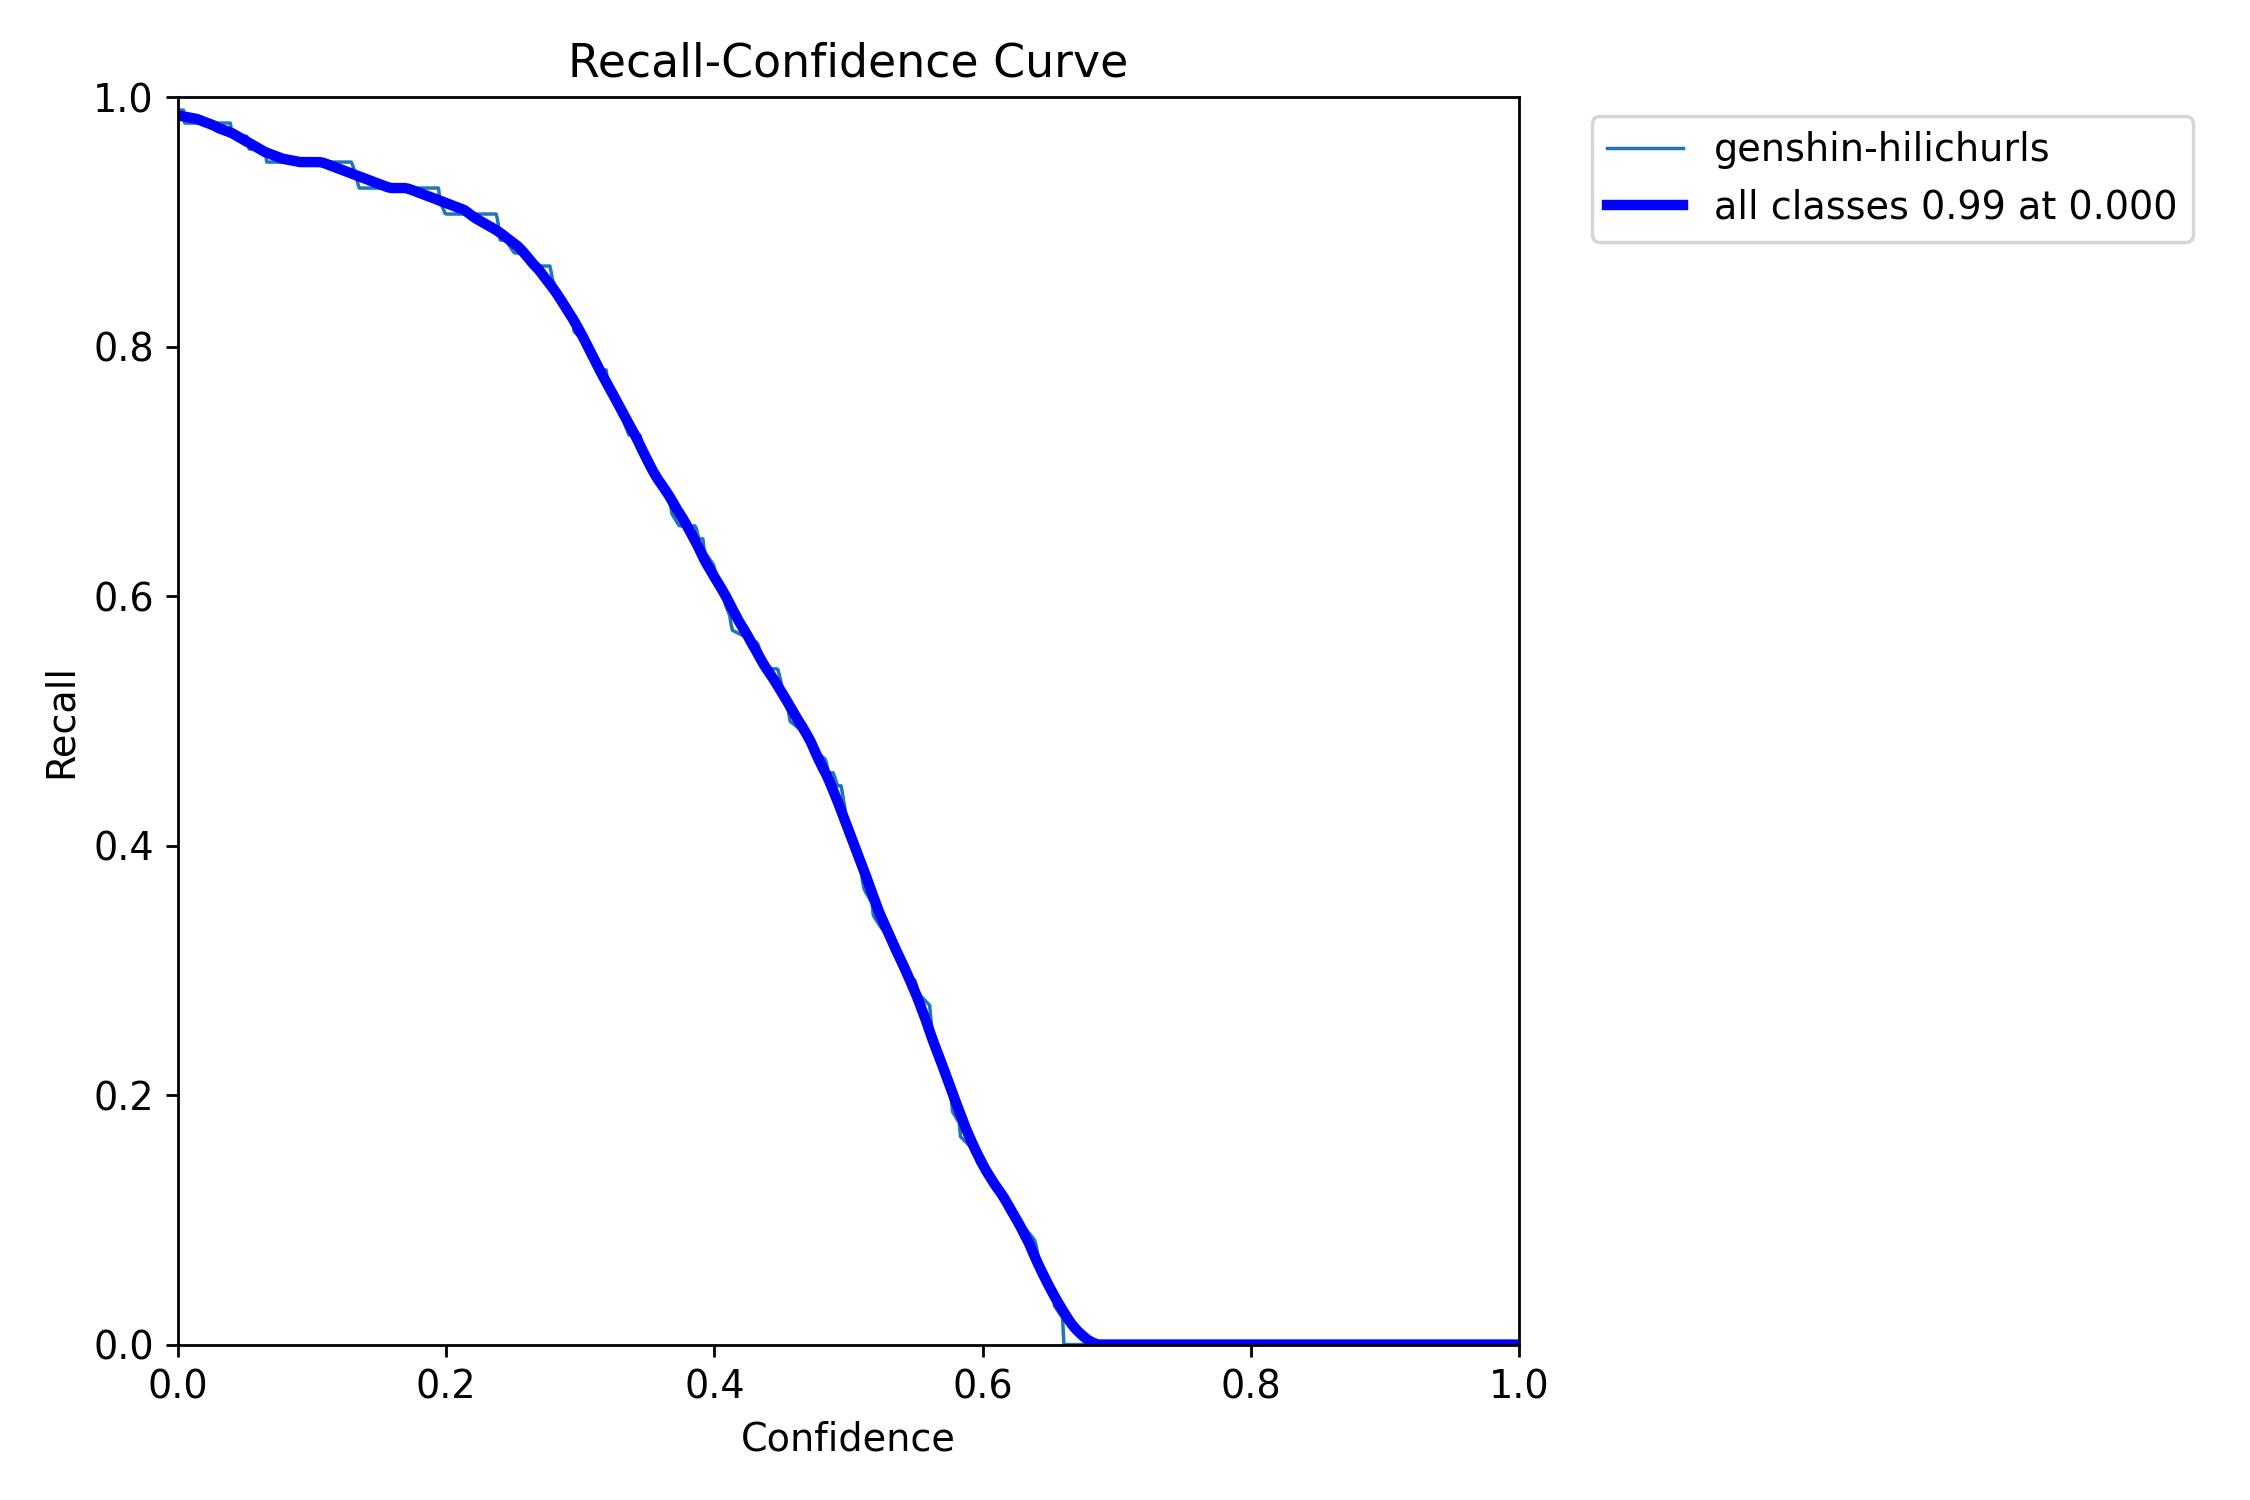 Recall-Confidence Curve
genshin-hilichurls
all classes 0.99 at 0.000
Recall
1.0
0.8
0.6
0.4
0.2
0.0
0.0 0.2 0.4 0.6 0.8 1.0
Confidence